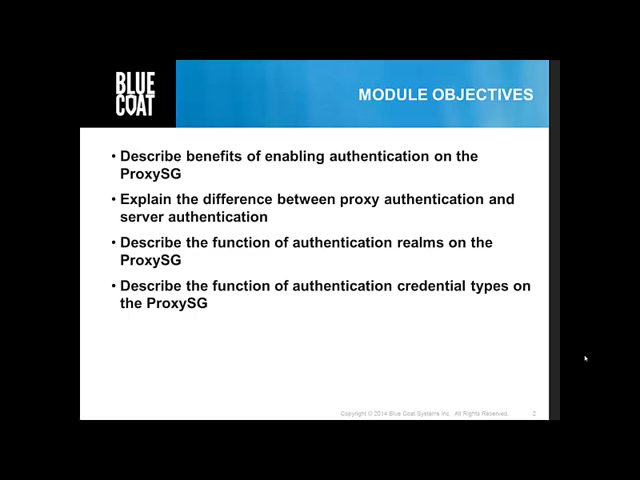 BLUE
COAT
MODULE OBJECTIVES
• Describe benefits of enabling authentication on the
ProxySG
• Explain the difference between proxy authentication and
server authentication
• Describe the function of authentication realms on the
ProxySG
• Describe the function of authentication credential types on
the ProxySG
Copyright © 2014 Blue Coat Systems Inc. All Rights Reserved. 2